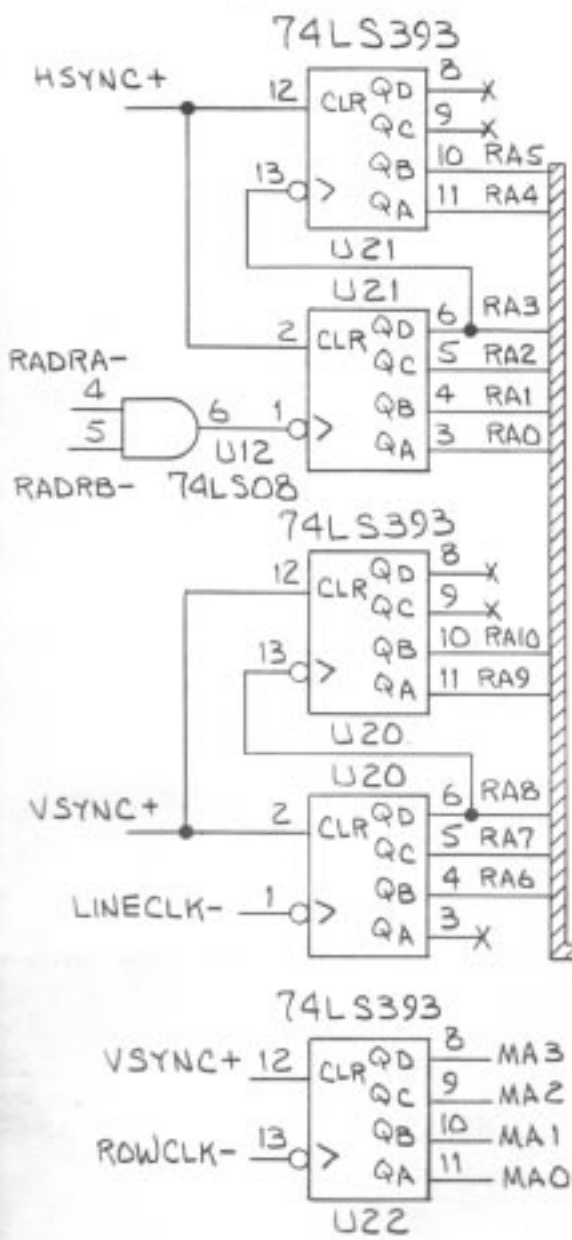 74LS393
HSYNC+ 12 CLR QD 8 X
QC 9 X
QB 10 RA5
13 > QA 11 RA4
U21
U21
2 CLR QD 6 RA3
QC 5 RA2
RADRA- 4
QB 4 RA1
5 6 1 > QA 3 RA0
U12
RADRB- 74LS08
74LS393
12 CLR QD 8 X
QC 9 X
QB 10 RA10
13 > QA 11 RA9
U20
U20
VSYNC+ 2 CLR QD 6 RA8
QC 5 RA7
QB 4 RA6
LINECLK- 1 > QA 3 X
74LS393
VSYNC+ 12 CLR QD 8 MA3
QC 9 MA2
QB 10 MA1
ROWCLK- 13 > QA 11 MA0
U22